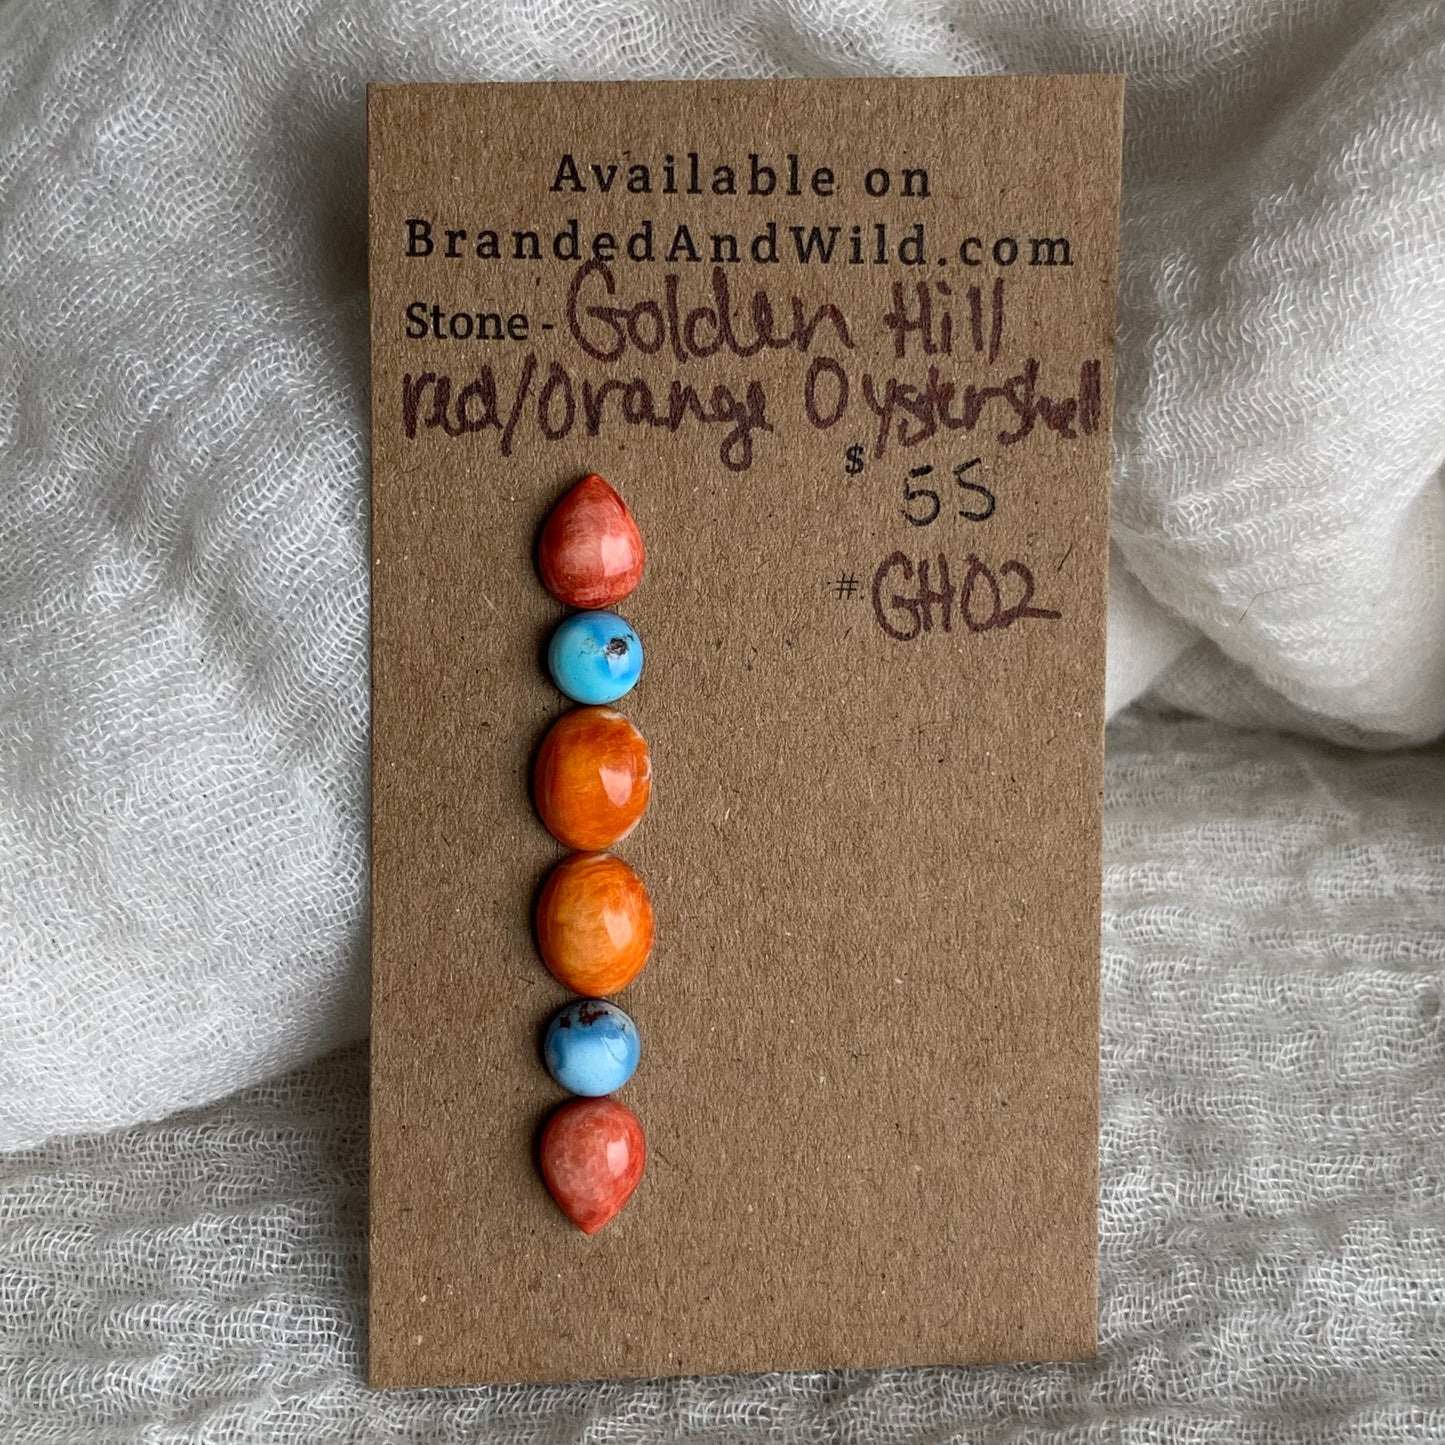 Available on
BrandedAndWild.com
Stone - Golden Hill
red/Orange Oystershell
$ 55
# GH02